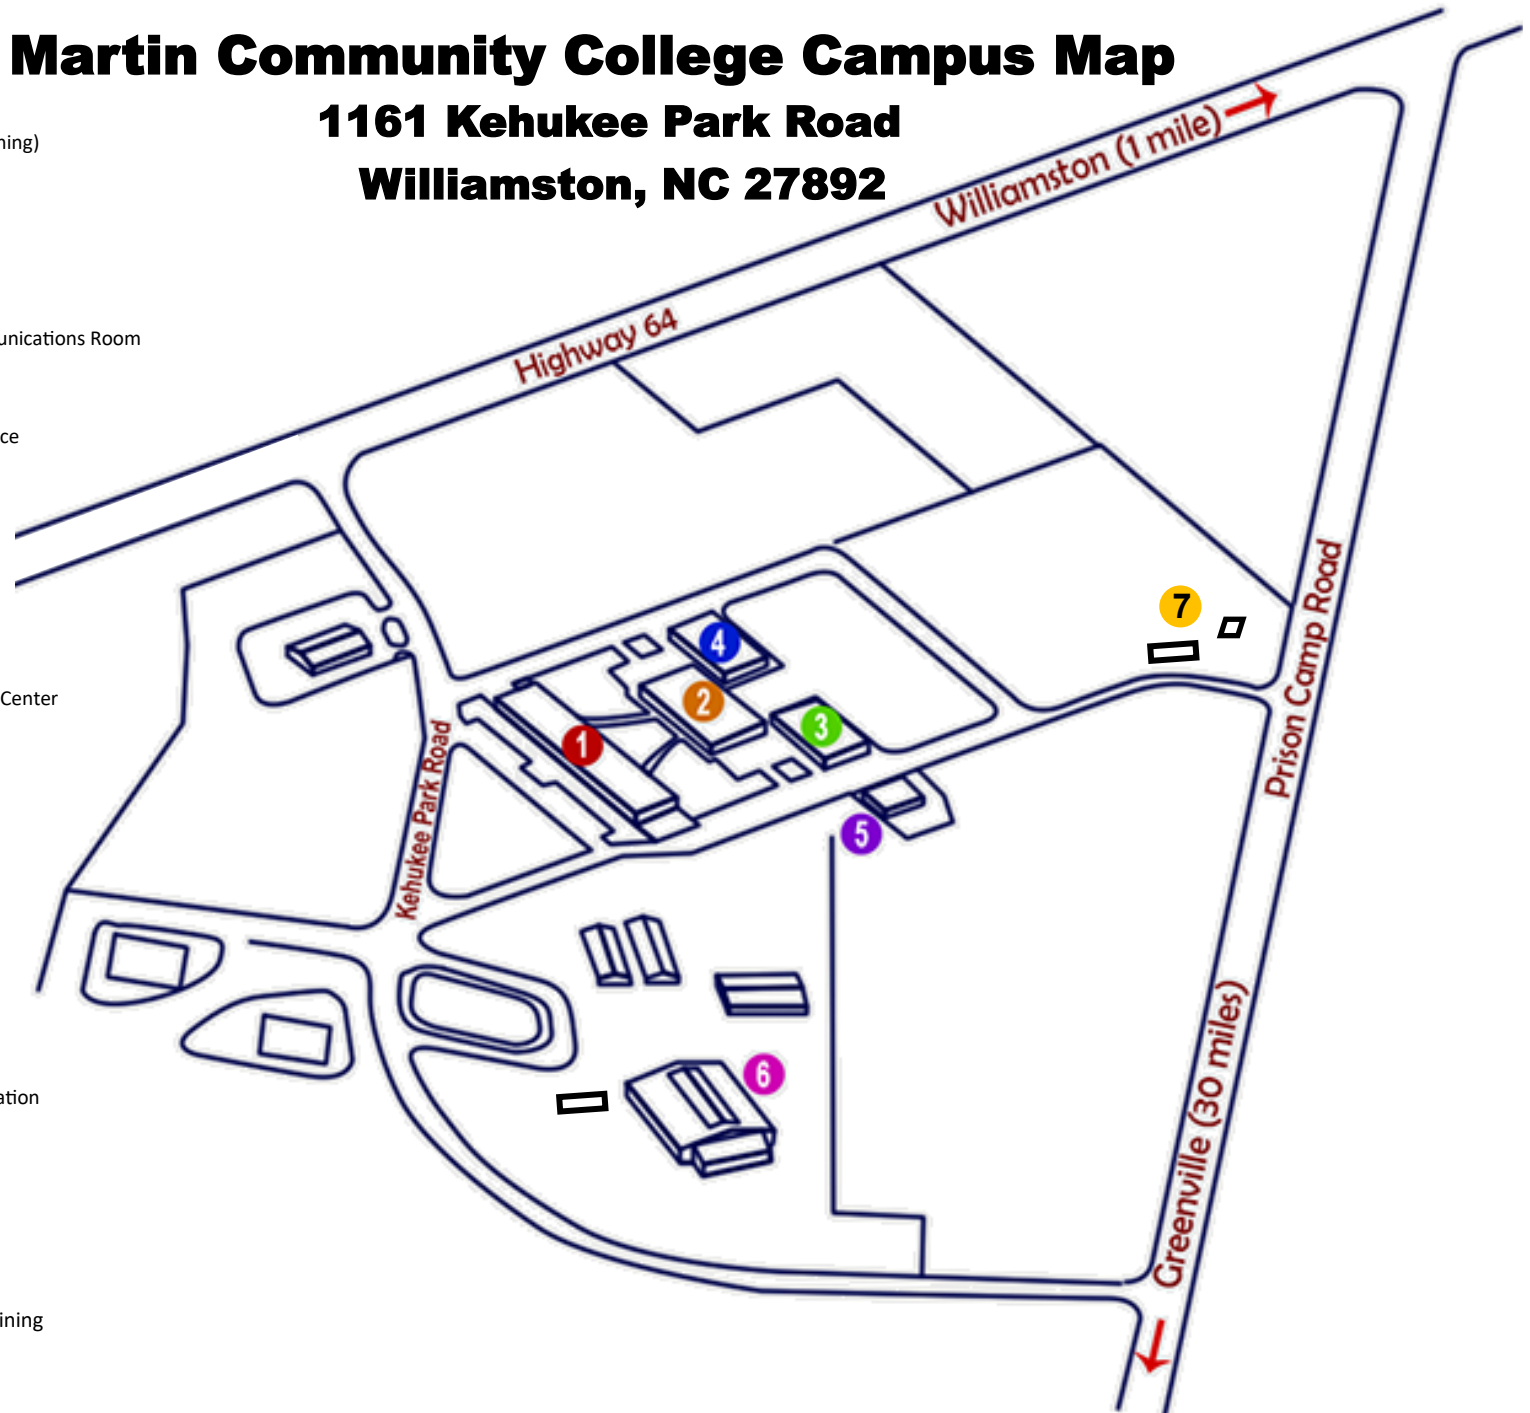 Martin Community College Campus Map
1161 Kehukee Park Road
Williamston, NC 27892
ning)
unications Room
ce
Center
ation
ining
Williamston (1 mile)
Highway 64
Prison Camp Road
Kehukee Park Road
Greenville (30 miles)
7
4
2
3
1
5
6